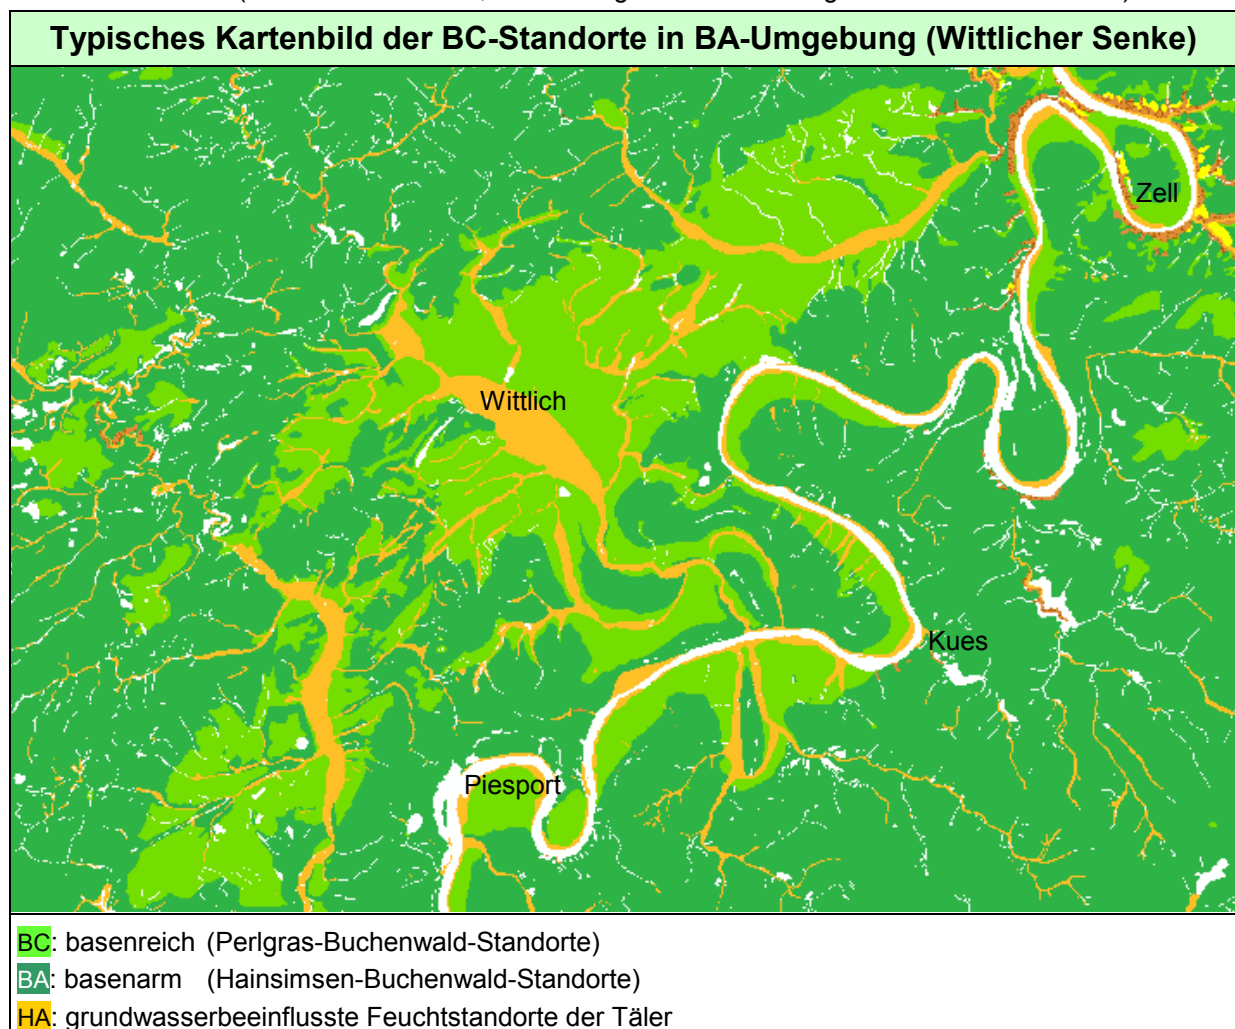 Typisches Kartenbild der BC-Standorte in BA-Umgebung (Wittlicher Senke)
Zell
Wittlich
Kues
Piesport
BC: basenreich (Perlgras-Buchenwald-Standorte)
BA: basenarm (Hainsimsen-Buchenwald-Standorte)
HA: grundwasserbeeinflusste Feuchtstandorte der Täler